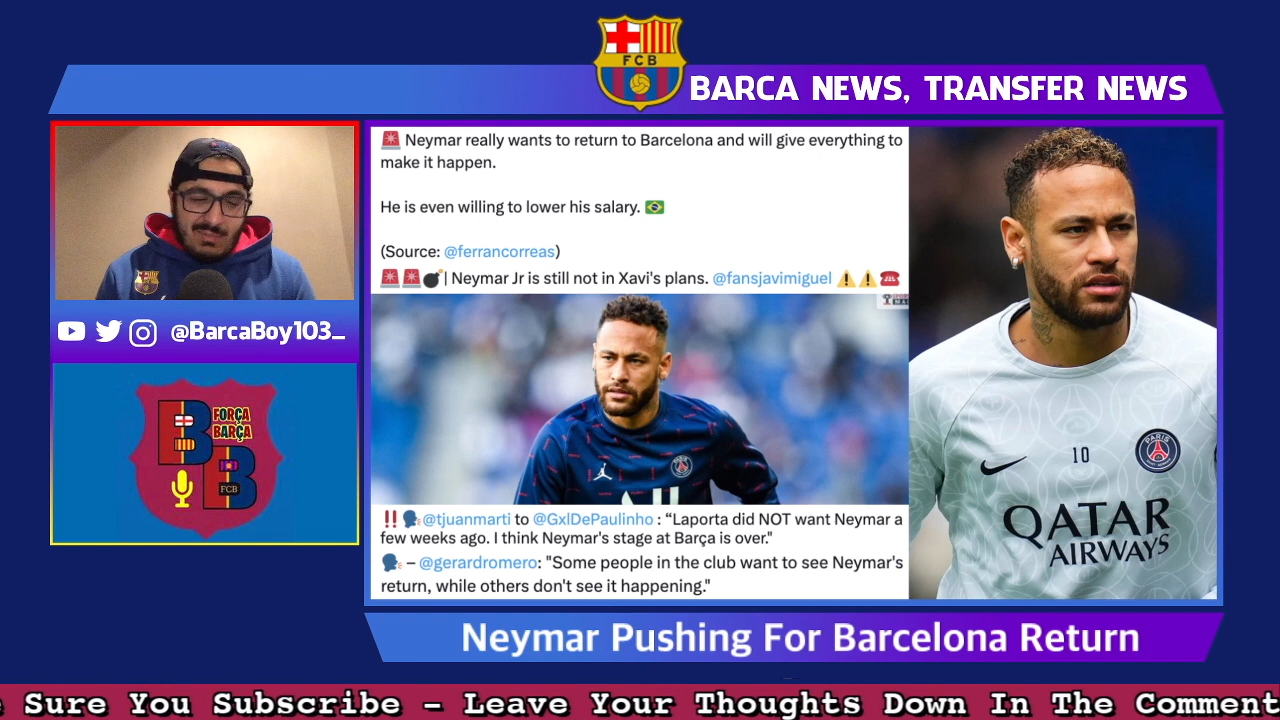 FCB
BARCA NEWS, TRANSFER NEWS
🚨 Neymar really wants to return to Barcelona and will give everything to
make it happen.
He is even willing to lower his salary. 🇧🇷
(Source: @ferrancorreas)
🚨🚨💣| Neymar Jr is still not in Xavi's plans. @fansjavimiguel ⚠️⚠️☎️
@BarcaBoy103_
B FORÇA
BARÇA
B
FCB
PARIS
10
PARIS
QATAR
AIRWAYS
‼️🗣️@tjuanmarti to @GxlDePaulinho : “Laporta did NOT want Neymar a
few weeks ago. I think Neymar's stage at Barça is over."
🗣️ – @gerardromero: "Some people in the club want to see Neymar's
return, while others don't see it happening."
Neymar Pushing For Barcelona Return
Sure You Subscribe – Leave Your Thoughts Down In The Comment